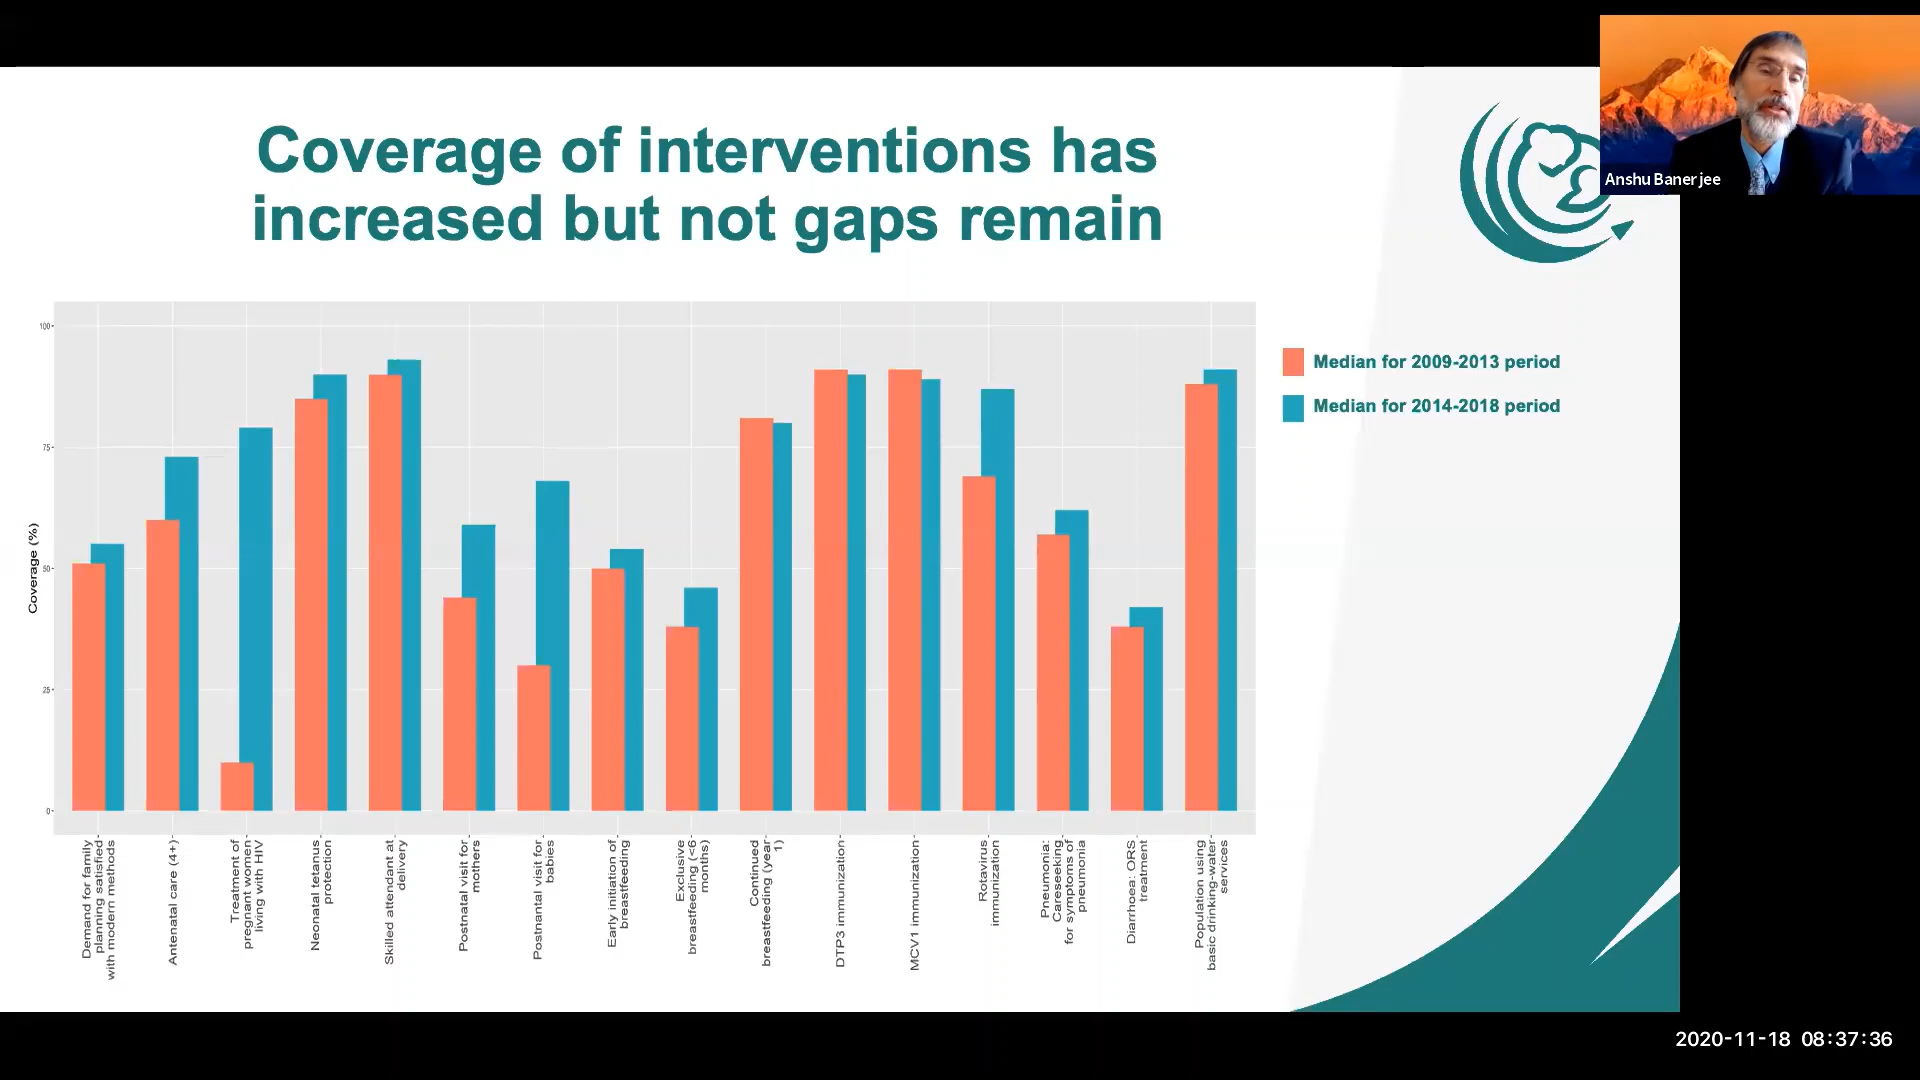 Coverage of interventions has
increased but not gaps remain
Anshu Banerjee
Median for 2009-2013 period
Median for 2014-2018 period
Coverage (%)
100
75
50
25
0
Demand for family
planning satisfied
with modern methods
Antenatal care (4+)
Treatment of
pregnant women
living with HIV
Neonatal tetanus
protection
Skilled attendant at
delivery
Postnatal visit for
mothers
Postnantal visit for
babies
Early initiation of
breastfeeding
Exclusive
breastfeeding (<6
months)
Continued
breastfeeding (year
1)
DTP3 immunization
MCV1 immunization
Rotavirus
immunization
Pneumonia:
Careseeking
for symptoms of
pneumonia
Diarrhoea: ORS
treatment
Population using
basic drinking-water
services
2020-11-18 08:37:36